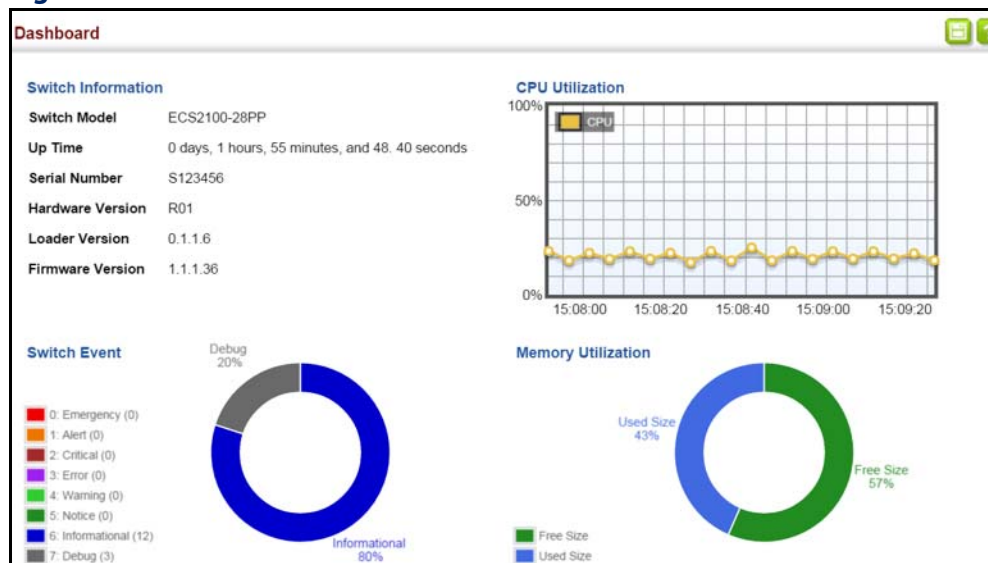 Dashboard
Switch Information
Switch Model ECS2100-28PP
Up Time 0 days, 1 hours, 55 minutes, and 48. 40 seconds
Serial Number S123456
Hardware Version R01
Loader Version 0.1.1.6
Firmware Version 1.1.1.36
CPU Utilization
100%
CPU
50%
0%
15:08:00 15:08:20 15:08:40 15:09:00 15:09:20
Switch Event
Debug
20%
0: Emergency (0)
1: Alert (0)
2: Critical (0)
3: Error (0)
4: Warning (0)
5: Notice (0)
6: Informational (12)
7: Debug (3)
Informational
80%
Memory Utilization
Used Size
43%
Free Size
57%
Free Size
Used Size